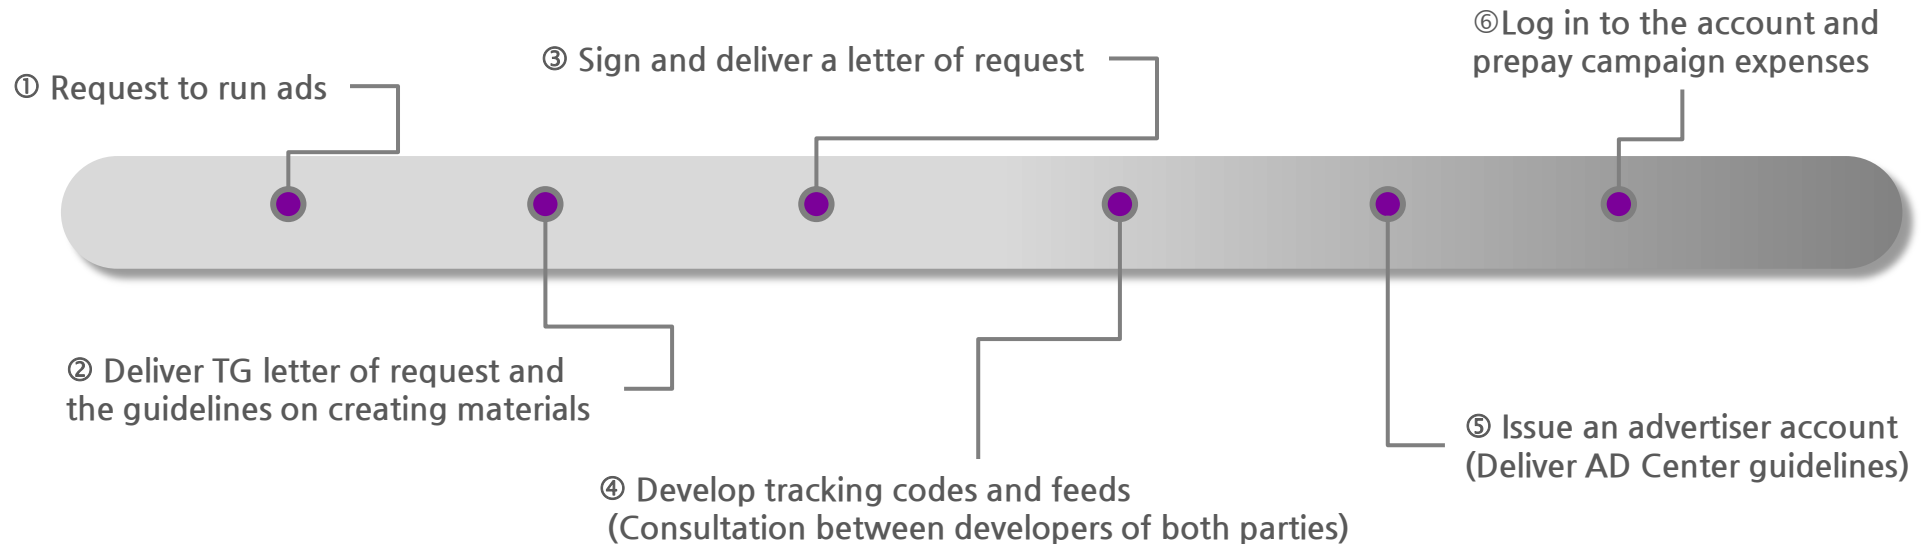 ① Request to run ads
② Deliver TG letter of request and
the guidelines on creating materials
③ Sign and deliver a letter of request
④ Develop tracking codes and feeds
(Consultation between developers of both parties)
⑤ Issue an advertiser account
(Deliver AD Center guidelines)
⑥Log in to the account and
prepay campaign expenses